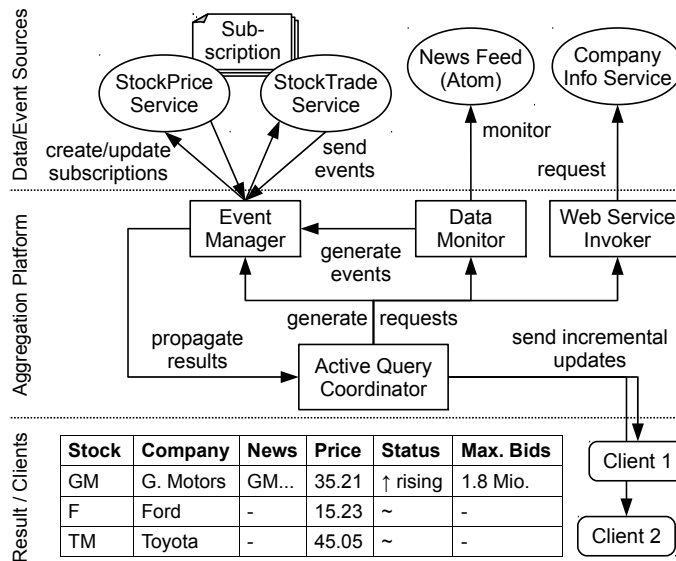 Data/Event Sources
Sub-
scription
StockPrice
Service
StockTrade
Service
News Feed
(Atom)
Company
Info Service
create/update
subscriptions
send
events
monitor
request
Aggregation Platform
Event
Manager
Data
Monitor
Web Service
Invoker
generate
events
generate requests
propagate
results
Active Query
Coordinator
send incremental
updates
Result / Clients
Stock Company News Price Status Max. Bids
GM G. Motors GM... 35.21 ↑ rising 1.8 Mio.
F Ford - 15.23 ~ -
TM Toyota - 45.05 ~ -
Client 1
Client 2